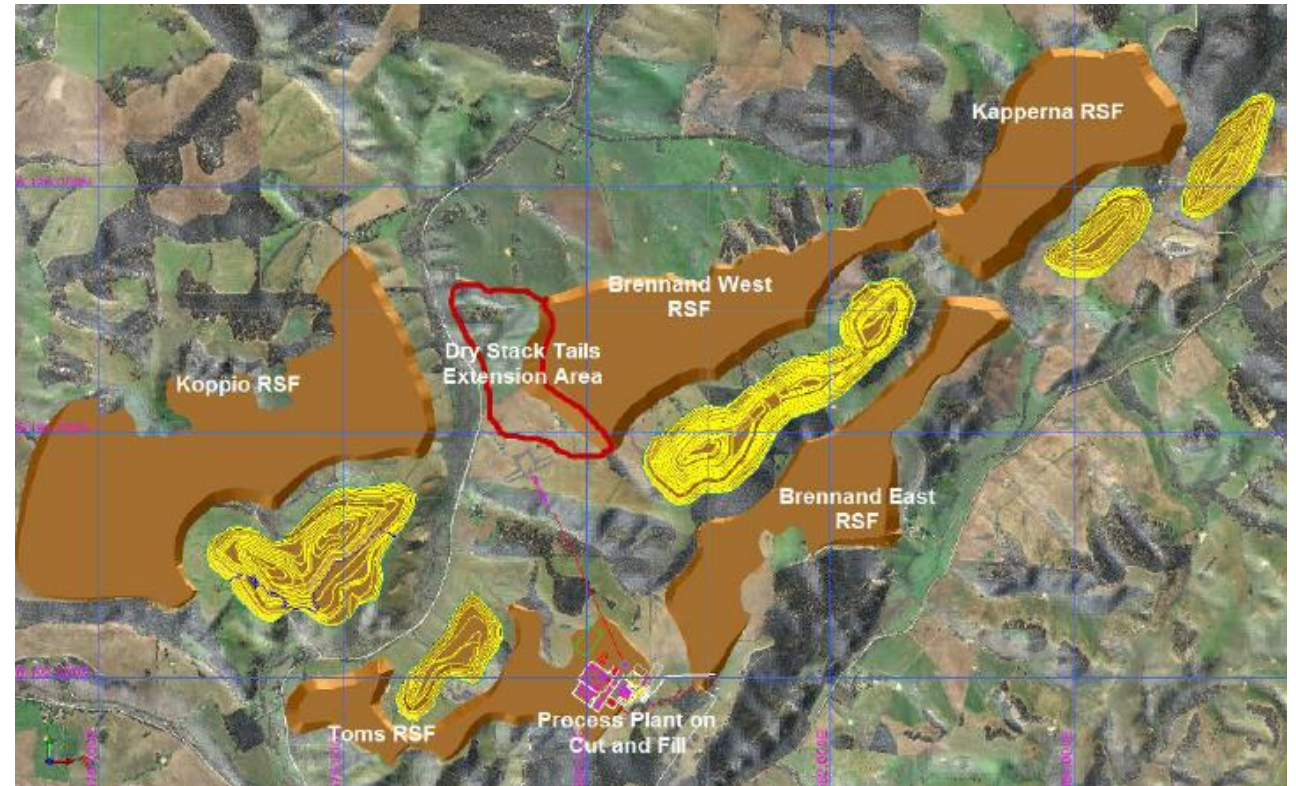 Kapperna RSF
Brennand West
RSF
Dry Stack Tails
Extension Area
Koppio RSF
Brennand East
RSF
Process Plant on
Cut and Fill
Toms RSF